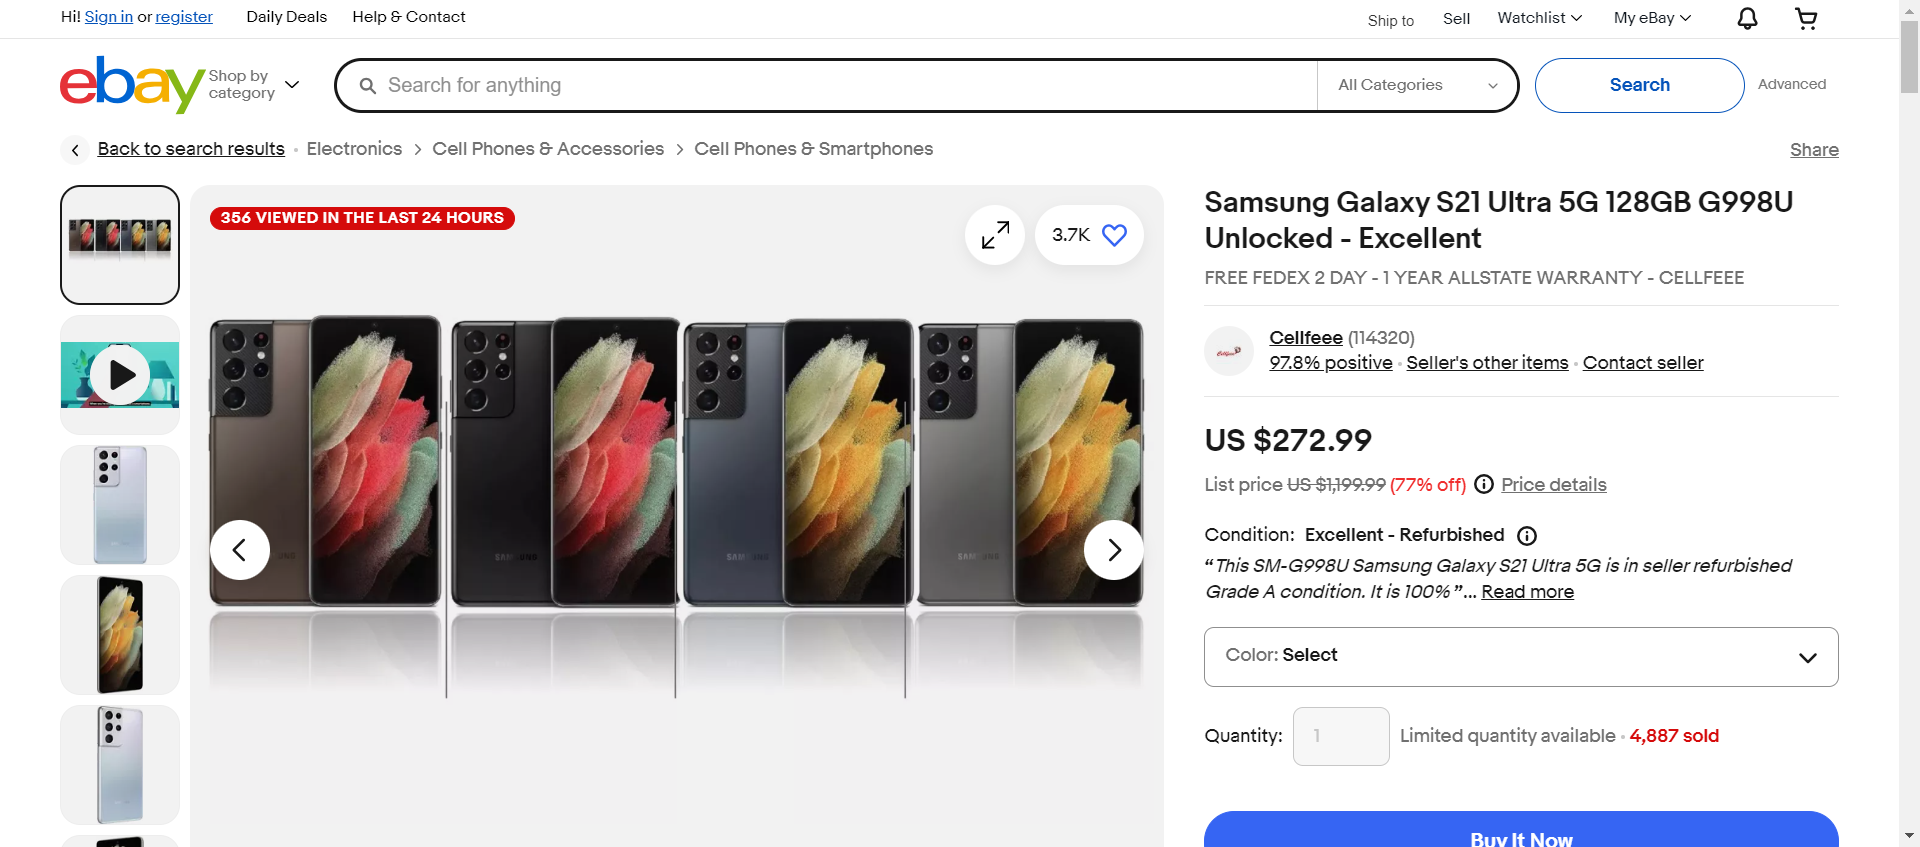 Hi! Sign in or register Daily Deals Help & Contact Ship to Sell Watchlist My eBay
ebay Shop by category Search for anything All Categories Search Advanced
Back to search results Electronics Cell Phones & Accessories Cell Phones & Smartphones Share
356 VIEWED IN THE LAST 24 HOURS
3.7K
Samsung Galaxy S21 Ultra 5G 128GB G998U
Unlocked - Excellent
FREE FEDEX 2 DAY - 1 YEAR ALLSTATE WARRANTY - CELLFEEE
Cellfeee
Cellfeee (114320)
97.8% positive Seller's other items Contact seller
US $272.99
List price US $1,199.99 (77% off) Price details
Condition: Excellent - Refurbished
“This SM-G998U Samsung Galaxy S21 Ultra 5G is in seller refurbished
Grade A condition. It is 100%”... Read more
SAMSUNG SAMSUNG SAMSUNG
Color: Select
Quantity: 1 Limited quantity available 4,887 sold
Buy It Now